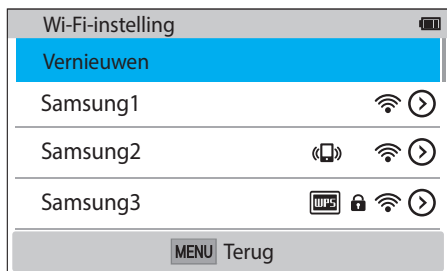 Wi-Fi-instelling
Vernieuwen
Samsung1
Samsung2
Samsung3 WPS
MENU Terug